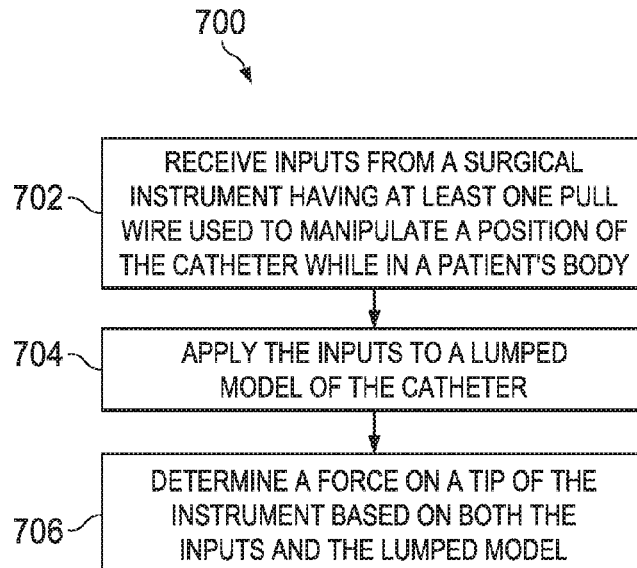 700
702
RECEIVE INPUTS FROM A SURGICAL
INSTRUMENT HAVING AT LEAST ONE PULL
WIRE USED TO MANIPULATE A POSITION OF
THE CATHETER WHILE IN A PATIENT'S BODY
704
APPLY THE INPUTS TO A LUMPED
MODEL OF THE CATHETER
706
DETERMINE A FORCE ON A TIP OF THE
INSTRUMENT BASED ON BOTH THE
INPUTS AND THE LUMPED MODEL